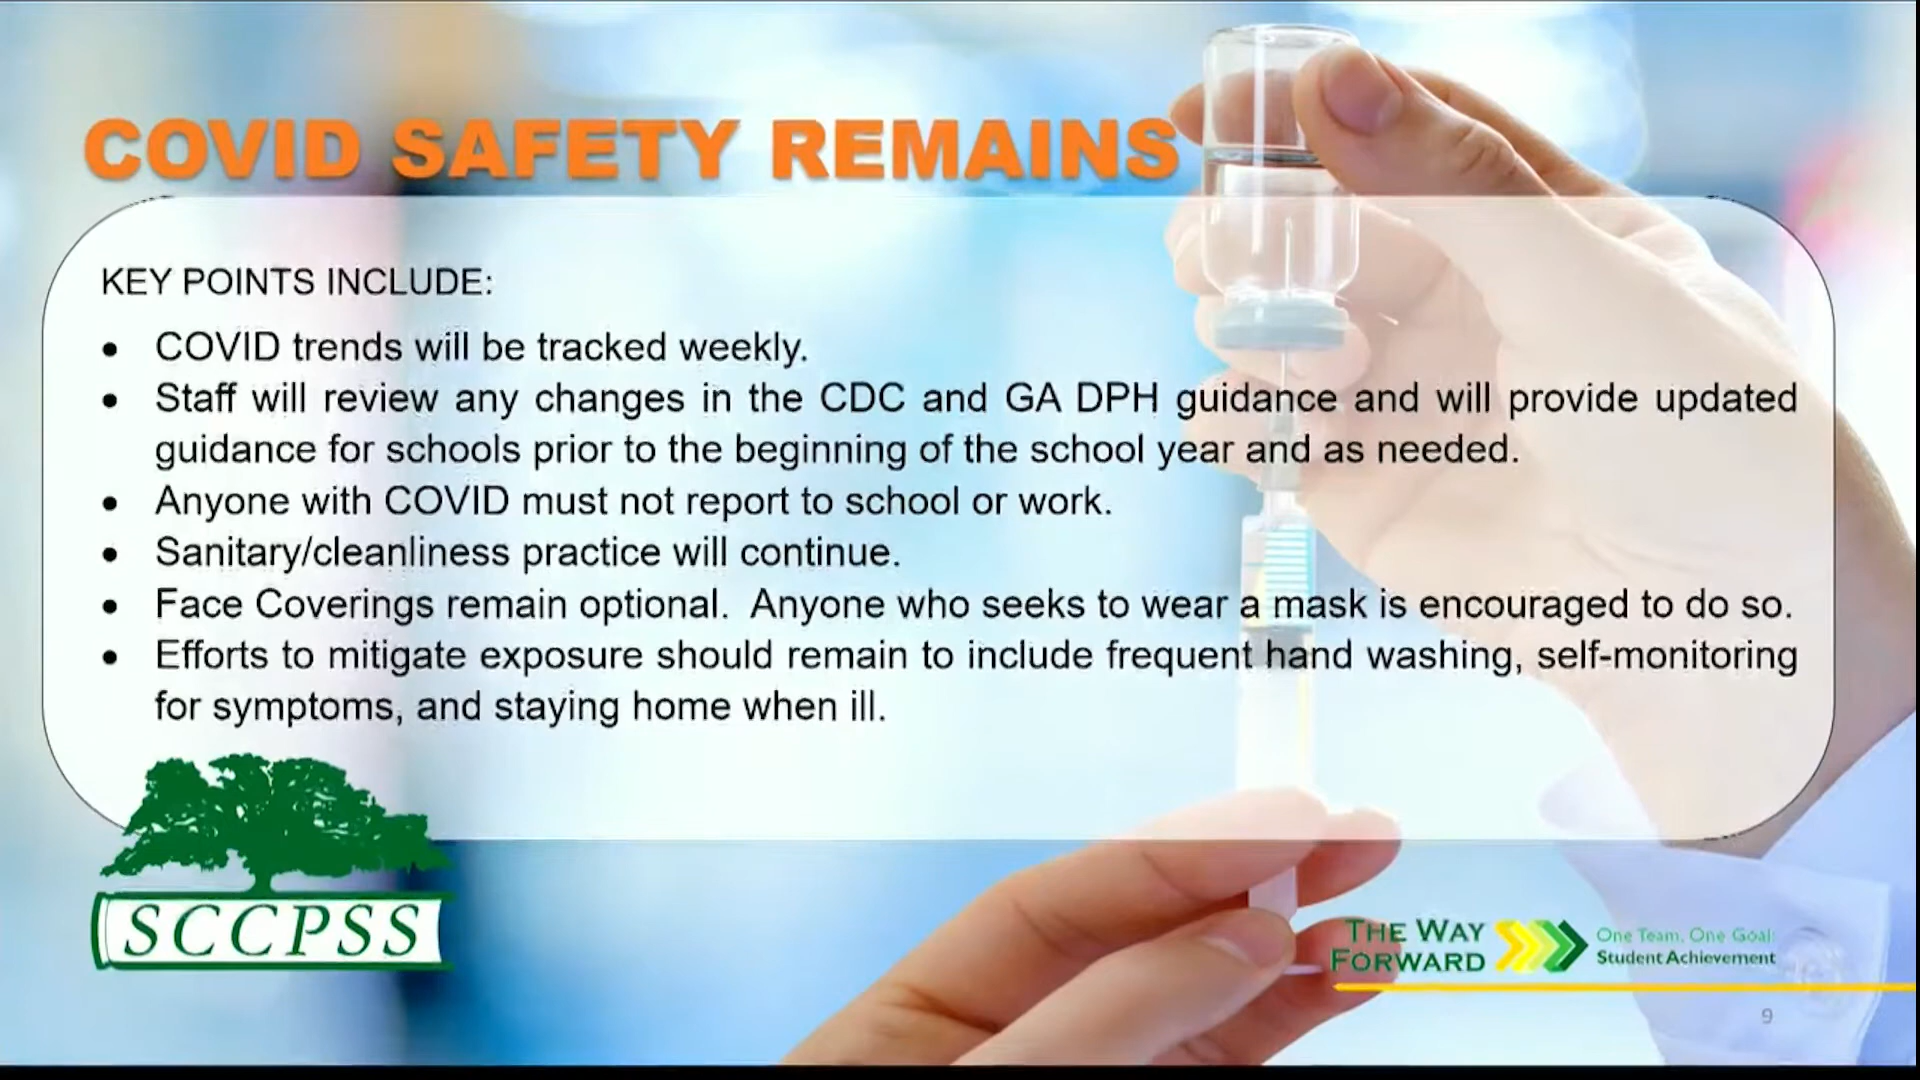 COVID SAFETY REMAINS
KEY POINTS INCLUDE:
• COVID trends will be tracked weekly.
• Staff will review any changes in the CDC and GA DPH guidance and will provide updated
guidance for schools prior to the beginning of the school year and as needed.
• Anyone with COVID must not report to school or work.
• Sanitary/cleanliness practice will continue.
• Face Coverings remain optional.  Anyone who seeks to wear a mask is encouraged to do so.
• Efforts to mitigate exposure should remain to include frequent hand washing, self-monitoring
for symptoms, and staying home when ill.
SCCPSS
THE WAY
FORWARD
One Team, One Goal:
Student Achievement
9